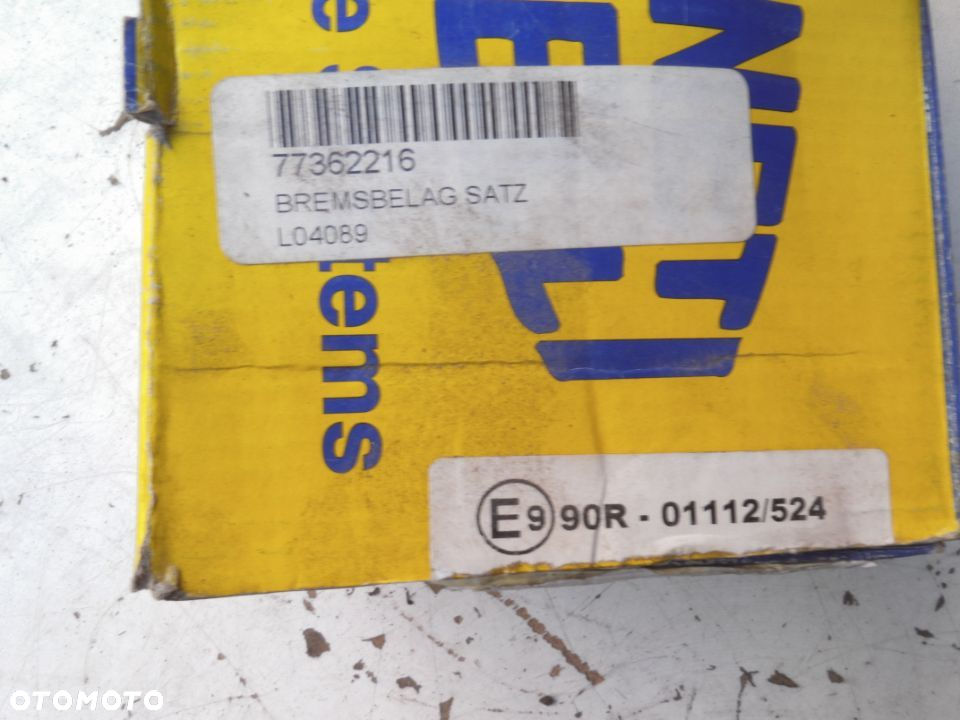 77362216
BREMSBELAG SATZ
L04089
tems
E9 90R - 01112/524
OTOMOTO